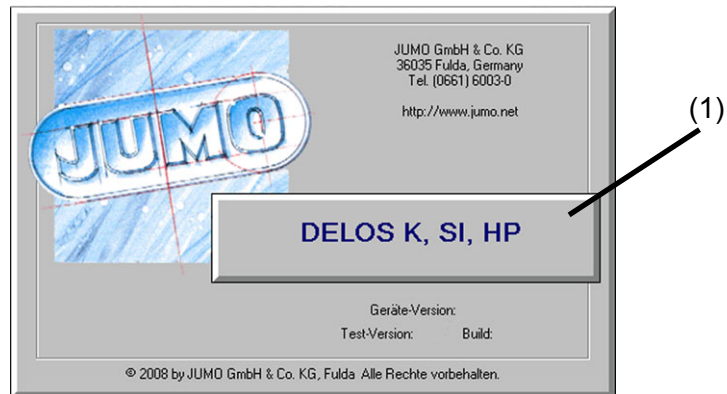 JUMO GmbH & Co. KG
36035 Fulda, Germany
Tel. (0661) 6003-0
http://www.jumo.net
JUMO
(1)
DELOS K, SI, HP
Geräte-Version:
Test-Version: Build:
© 2008 by JUMO GmbH & Co. KG, Fulda Alle Rechte vorbehalten.